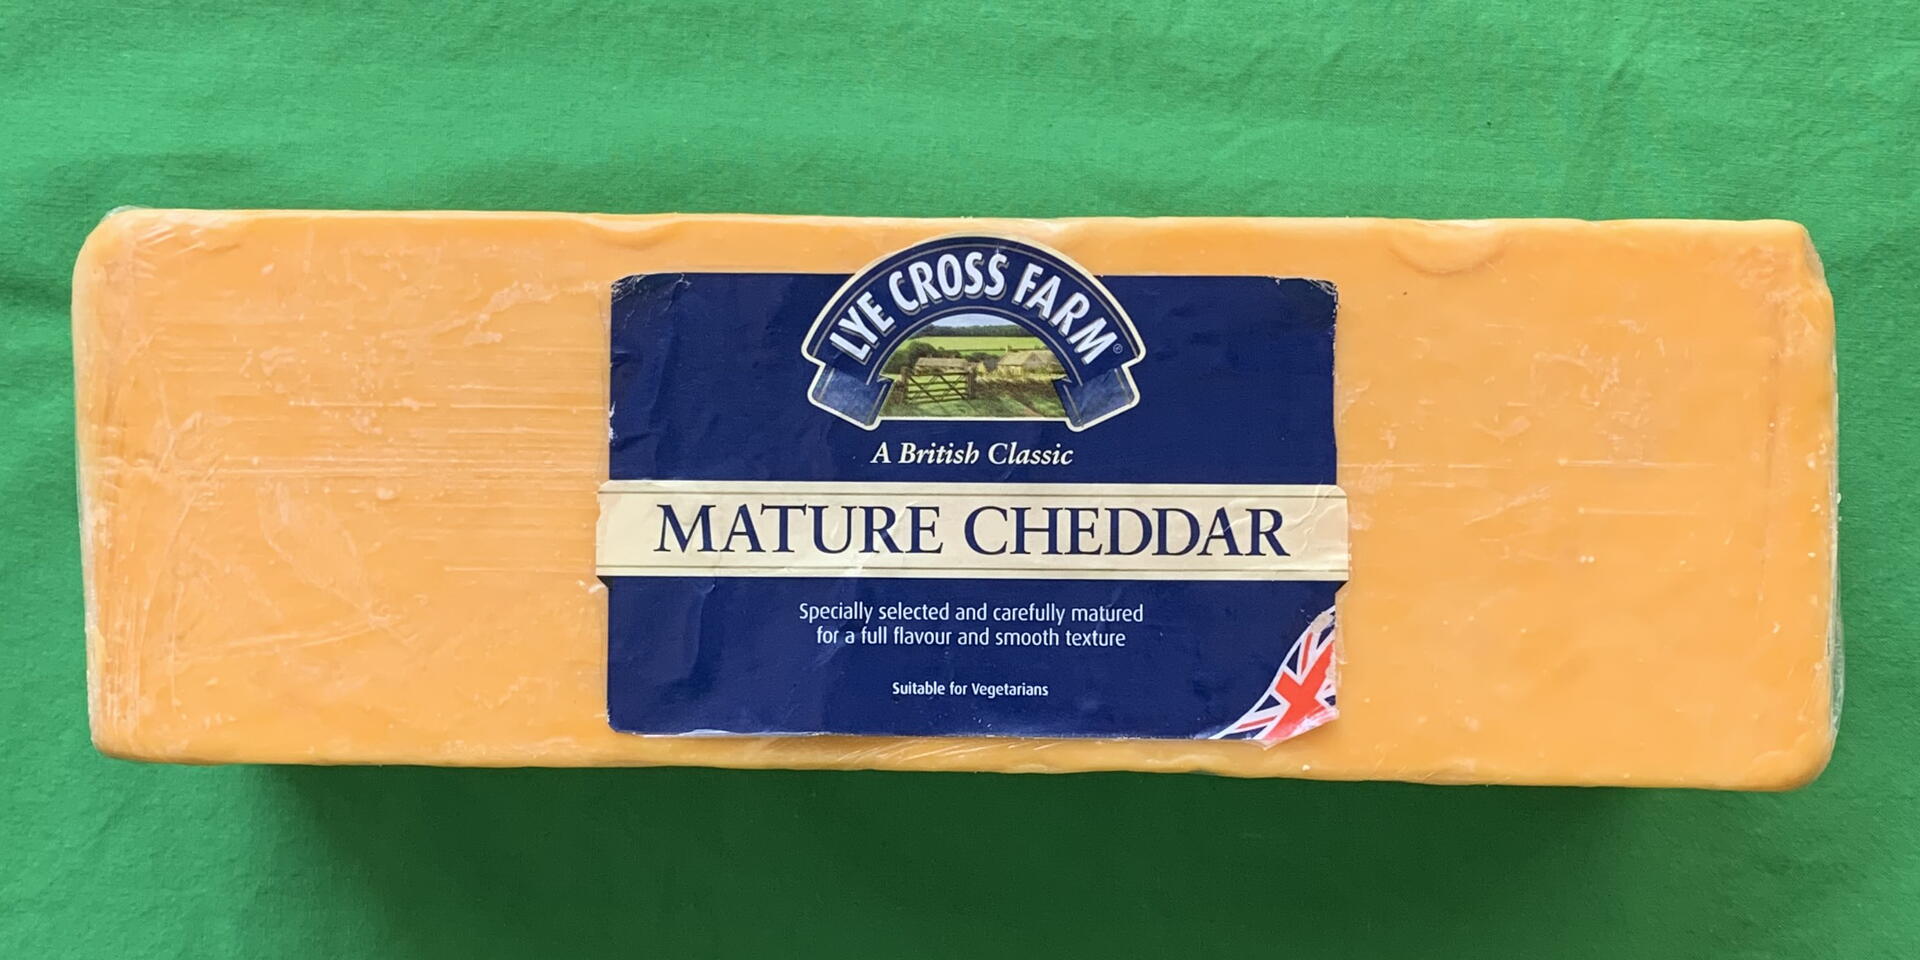 LYE CROSS FARM®
A British Classic
MATURE CHEDDAR
Specially selected and carefully matured
for a full flavour and smooth texture
Suitable for Vegetarians